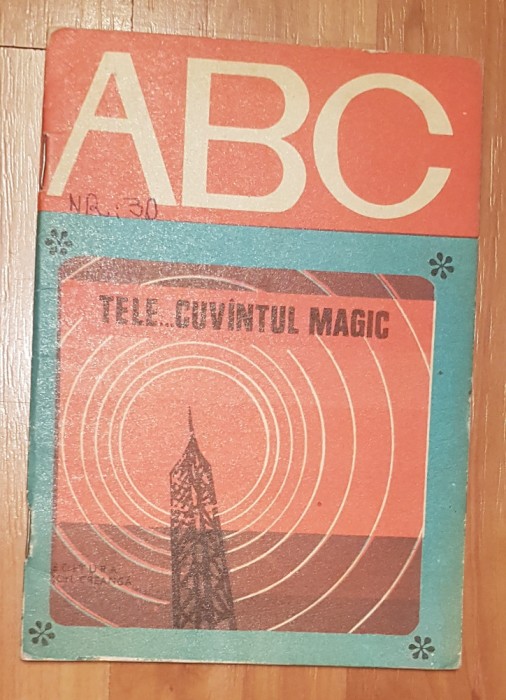 ABC
NR.: 30
TELE... CUVÎNTUL MAGIC
EDITURA
ION CREANGĂ